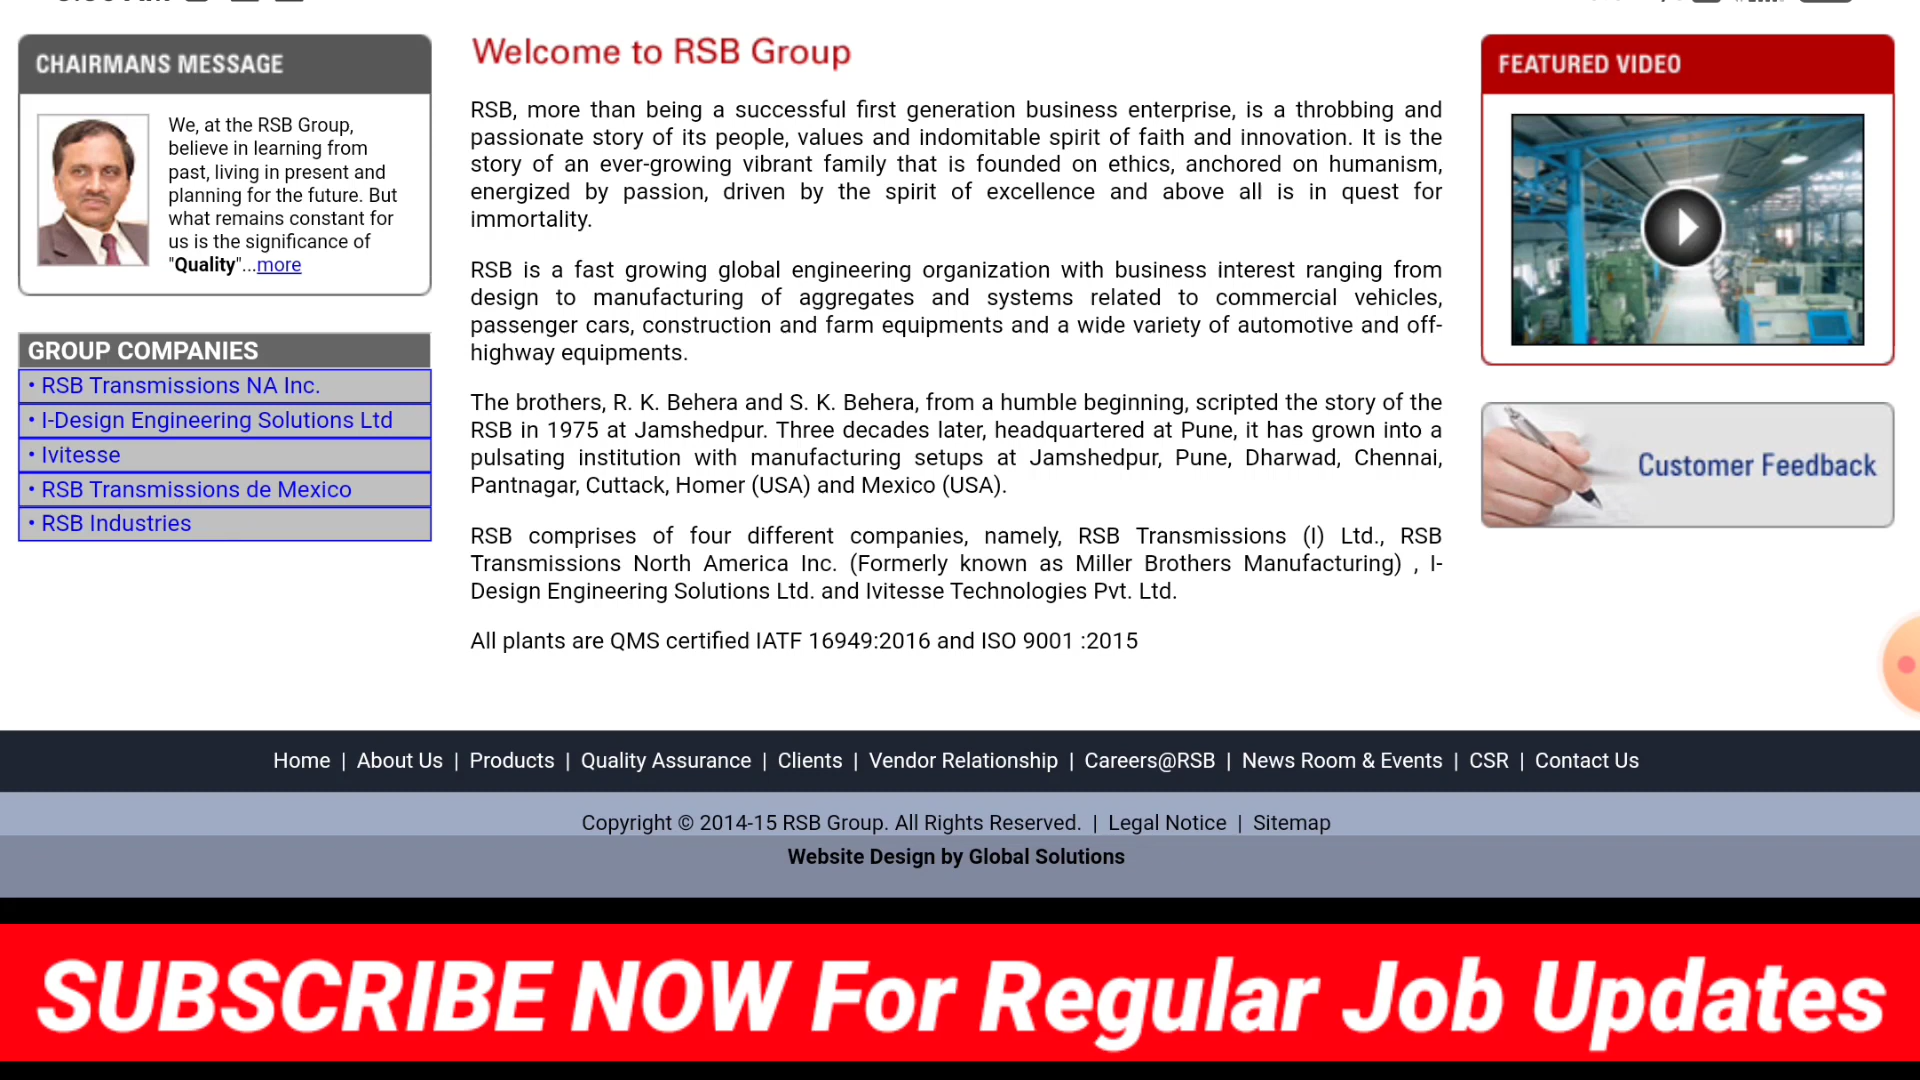 CHAIRMANS MESSAGE
We, at the RSB Group,
believe in learning from
past, living in present and
planning for the future. But
what remains constant for
us is the significance of
"Quality"...more
GROUP COMPANIES
• RSB Transmissions NA Inc.
• I-Design Engineering Solutions Ltd
• Ivitesse
• RSB Transmissions de Mexico
• RSB Industries
Welcome to RSB Group
RSB, more than being a successful first generation business enterprise, is a throbbing and
passionate story of its people, values and indomitable spirit of faith and innovation. It is the
story of an ever-growing vibrant family that is founded on ethics, anchored on humanism,
energized by passion, driven by the spirit of excellence and above all is in quest for
immortality.
RSB is a fast growing global engineering organization with business interest ranging from
design to manufacturing of aggregates and systems related to commercial vehicles,
passenger cars, construction and farm equipments and a wide variety of automotive and off-
highway equipments.
The brothers, R. K. Behera and S. K. Behera, from a humble beginning, scripted the story of the
RSB in 1975 at Jamshedpur. Three decades later, headquartered at Pune, it has grown into a
pulsating institution with manufacturing setups at Jamshedpur, Pune, Dharwad, Chennai,
Pantnagar, Cuttack, Homer (USA) and Mexico (USA).
RSB comprises of four different companies, namely, RSB Transmissions (I) Ltd., RSB
Transmissions North America Inc. (Formerly known as Miller Brothers Manufacturing) , I-
Design Engineering Solutions Ltd. and Ivitesse Technologies Pvt. Ltd.
All plants are QMS certified IATF 16949:2016 and ISO 9001 :2015
FEATURED VIDEO
Customer Feedback
Home | About Us | Products | Quality Assurance | Clients | Vendor Relationship | Careers@RSB | News Room & Events | CSR | Contact Us
Copyright © 2014-15 RSB Group. All Rights Reserved. | Legal Notice | Sitemap
Website Design by Global Solutions
SUBSCRIBE NOW For Regular Job Updates